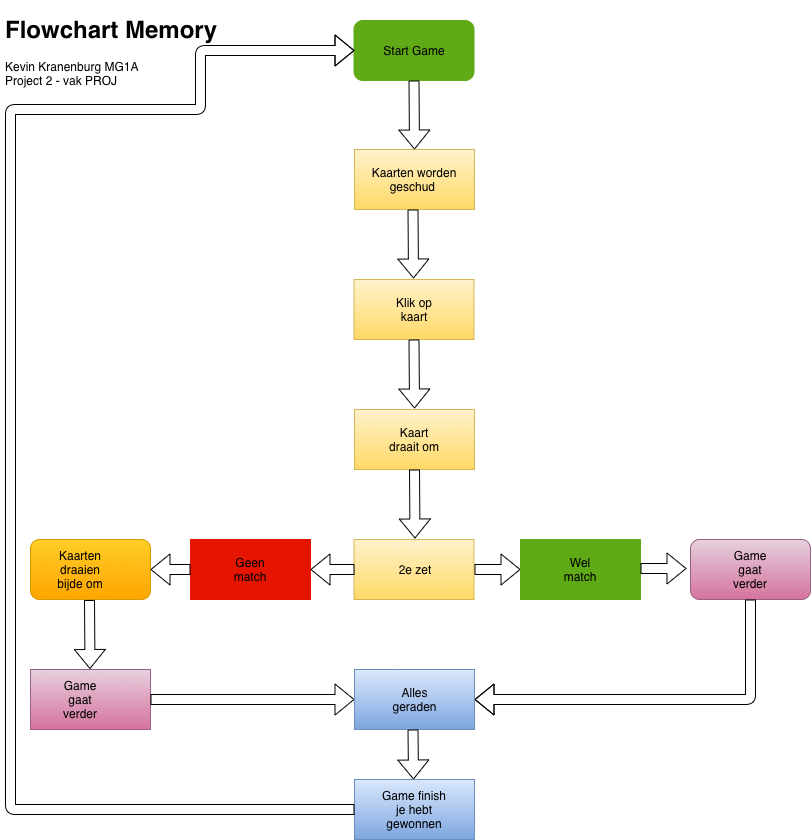 Flowchart Memory
Kevin Kranenburg MG1A
Project 2 - vak PROJ
Start Game
Kaarten worden
geschud
Klik op
kaart
Kaart
draait om
Kaarten
draaien
bijde om
Geen
match
2e zet
Wel
match
Game
gaat
verder
Game
gaat
verder
Alles
geraden
Game finish
je hebt
gewonnen